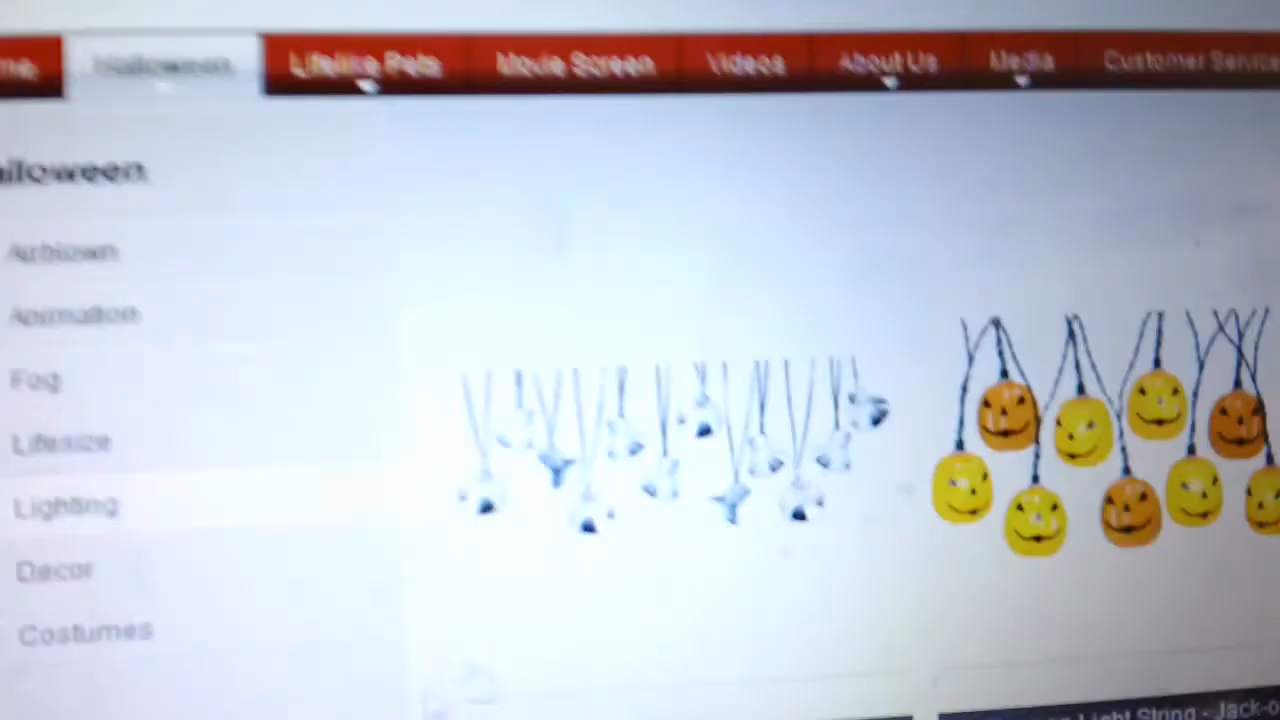 Halloween Lifelike Pets Movie Screen Videos About Us Media Customer Service
alloween
Airblown
Animation
Fog
Lifesize
Lighting
Decor
Costumes
Light String - Jack-o